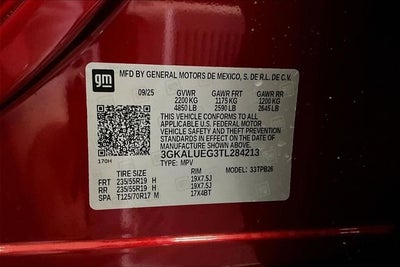 gm
MFD BY GENERAL MOTORS DE MEXICO, S. DE R.L. DE C.V.
09/25 GVWR GAWR FRT GAWR RR
2200 KG 1175 KG 1200 KG
4850 LB 2590 LB 2645 LB
THIS VEHICLE CONFORMS TO ALL
APPLICABLE U.S. FEDERAL MOTOR
VEHICLE SAFETY AND THEFT PREVENTION
STANDARDS IN EFFECT ON THE DATE OF
MANUFACTURE SHOWN ABOVE.
3GKALUEG3TL284213
170H TYPE: MPV
TIRE SIZE RIM MODEL: 33TPB26
FRT 235/55R19 H 19X7.5J
RR 235/55R19 H 19X7.5J
SPA T125/70R17 M 17X4BT